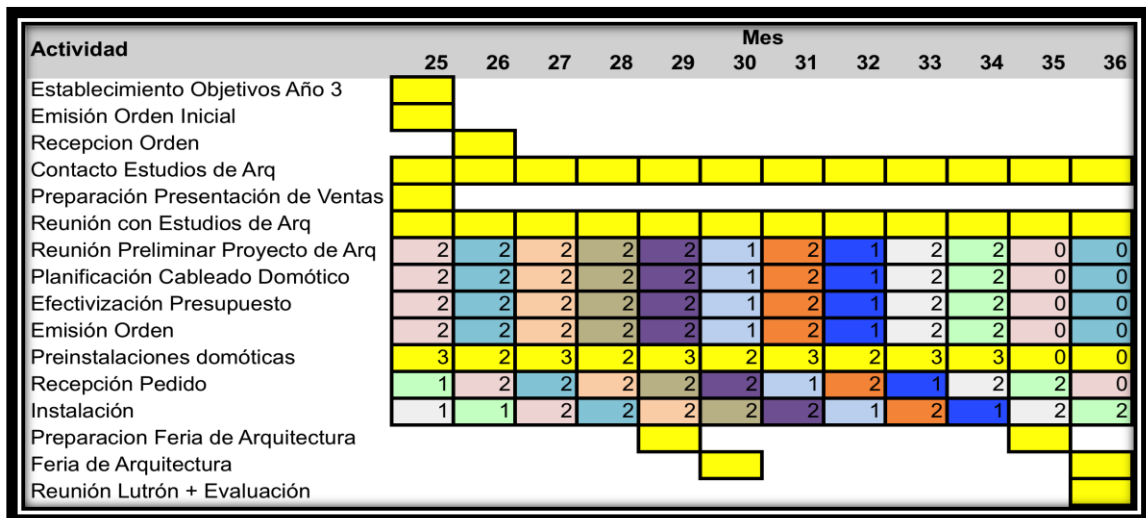 Actividad
Mes
25 26 27 28 29 30 31 32 33 34 35 36
Establecimiento Objetivos Año 3
Emisión Orden Inicial
Recepcion Orden
Contacto Estudios de Arq
Preparación Presentación de Ventas
Reunión con Estudios de Arq
Reunión Preliminar Proyecto de Arq 2 2 2 2 2 1 2 1 2 2 0 0
Planificación Cableado Domótico 2 2 2 2 2 1 2 1 2 2 0 0
Efectivización Presupuesto 2 2 2 2 2 1 2 1 2 2 0 0
Emisión Orden 2 2 2 2 2 1 2 1 2 2 0 0
Preinstalaciones domóticas 3 2 3 2 3 2 3 2 3 3 0 0
Recepción Pedido 1 2 2 2 2 2 1 2 1 2 2 0
Instalación 1 1 2 2 2 2 2 1 2 1 2 2
Preparacion Feria de Arquitectura
Feria de Arquitectura
Reunión Lutrón + Evaluación